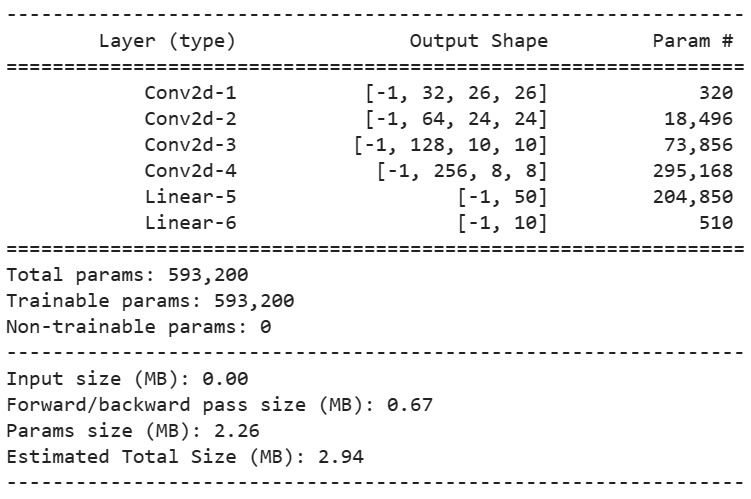 ----------------------------------------------------------------
Layer (type) Output Shape Param #
================================================================
Conv2d-1 [-1, 32, 26, 26] 320
Conv2d-2 [-1, 64, 24, 24] 18,496
Conv2d-3 [-1, 128, 10, 10] 73,856
Conv2d-4 [-1, 256, 8, 8] 295,168
Linear-5 [-1, 50] 204,850
Linear-6 [-1, 10] 510
================================================================
Total params: 593,200
Trainable params: 593,200
Non-trainable params: 0
----------------------------------------------------------------
Input size (MB): 0.00
Forward/backward pass size (MB): 0.67
Params size (MB): 2.26
Estimated Total Size (MB): 2.94
----------------------------------------------------------------